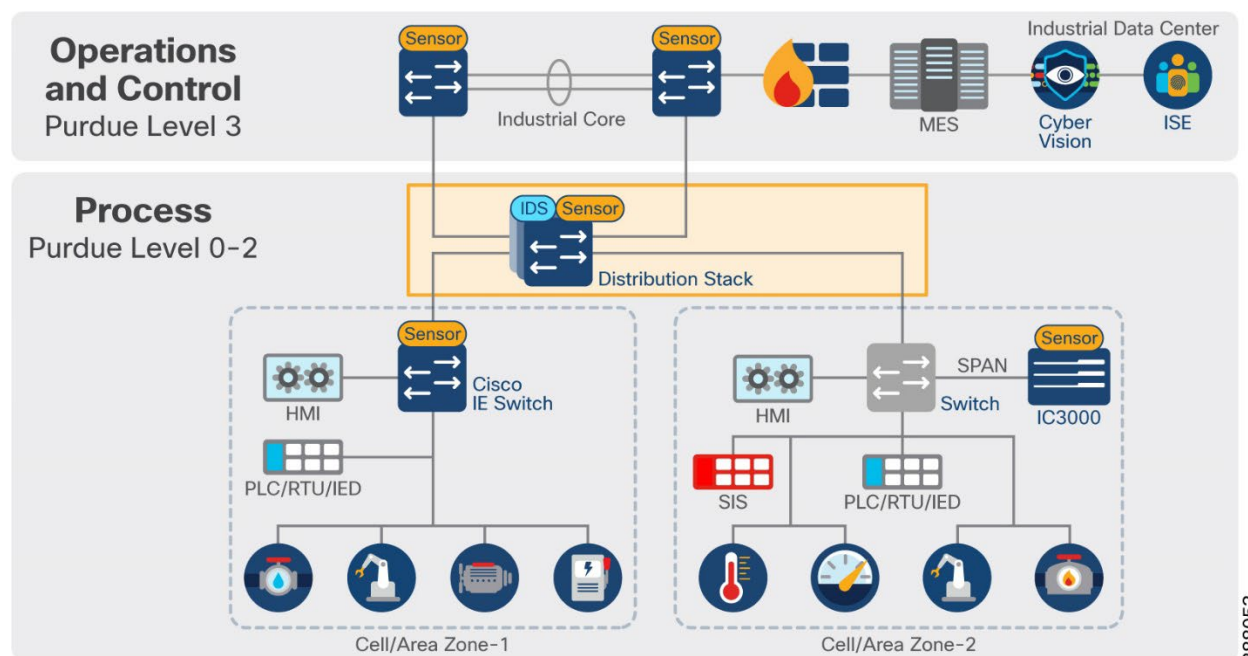 Operations
and Control
Purdue Level 3
Sensor
Sensor
Industrial Core
MES
Industrial Data Center
Cyber
Vision
ISE
Process
Purdue Level 0-2
IDS
Sensor
Distribution Stack
Sensor
HMI
Cisco
IE Switch
PLC/RTU/IED
Cell/Area Zone-1
HMI
Switch
SPAN
Sensor
IC3000
SIS
PLC/RTU/IED
Cell/Area Zone-2